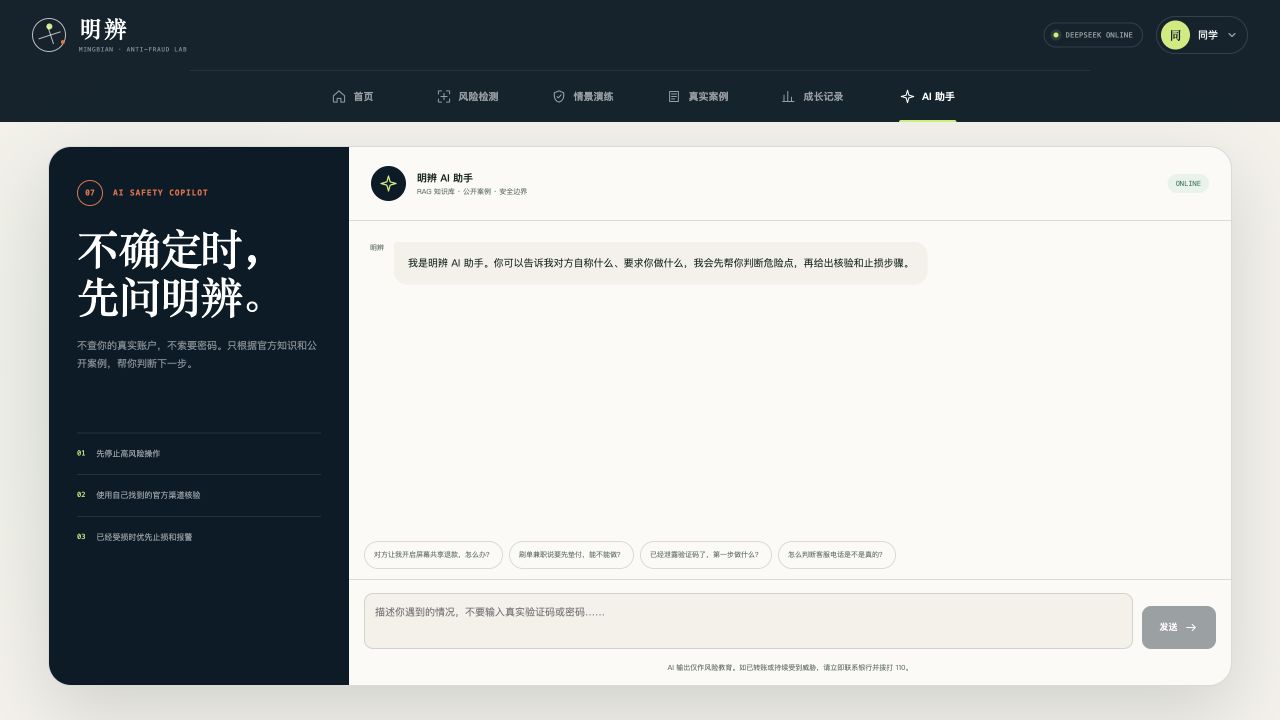 明辨
MINGBIAN · ANTI-FRAUD LAB
DEEPSEEK ONLINE
同 同学
首页
风险检测
情景演练
真实案例
成长记录
AI 助手
07 AI SAFETY COPILOT
不确定时，
先问明辨。
不查你的真实账户，不索要密码。只根据官方知识和公
开案例，帮你判断下一步。
01 先停止高风险操作
02 使用自己找到的官方渠道核验
03 已经受损时优先止损和报警
明辨 AI 助手
RAG 知识库 · 公开案例 · 安全边界
ONLINE
明辨
我是明辨 AI 助手。你可以告诉我对方自称什么、要求你做什么，我会先帮你判断危险点，再给出核验和止损步骤。
对方让我开启屏幕共享退款，怎么办？
刷单兼职说要先垫付，能不能做？
已经泄露验证码了，第一步做什么？
怎么判断客服电话是不是真的？
描述你遇到的情况，不要输入真实验证码或密码……
发送
AI 输出仅作风险教育。如已转账或持续受到威胁，请立即联系银行并拨打 110。